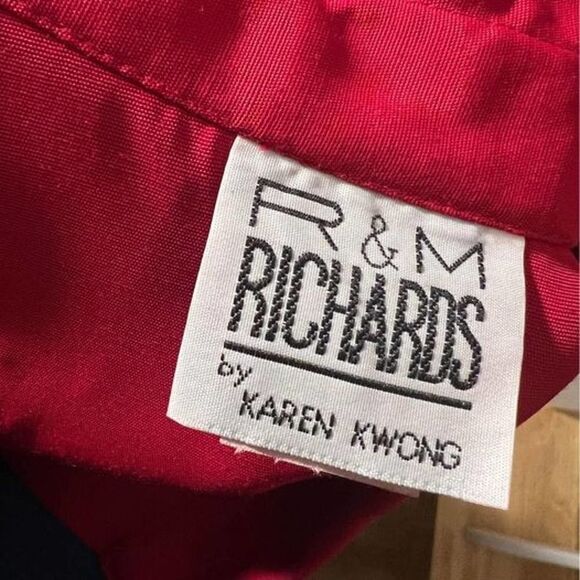 R & M
RICHARDS
by
KAREN KWONG